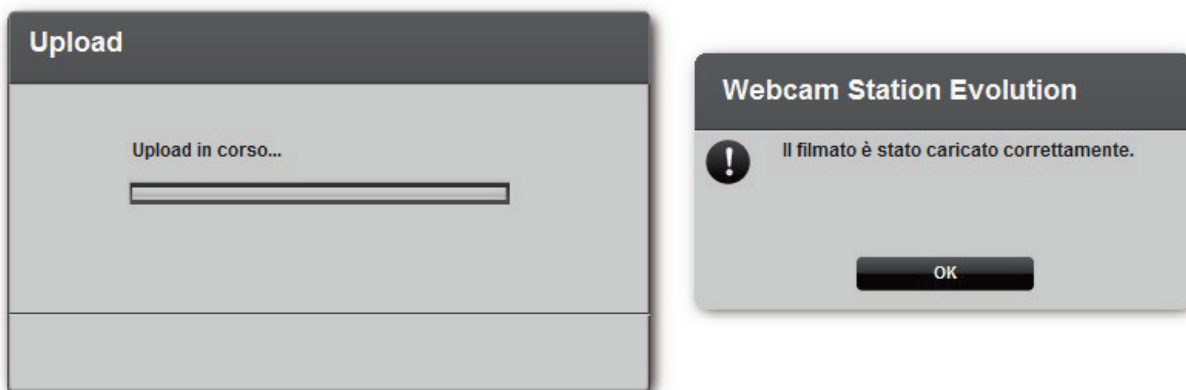 Upload
Upload in corso...
Webcam Station Evolution
Il filmato è stato caricato correttamente.
OK